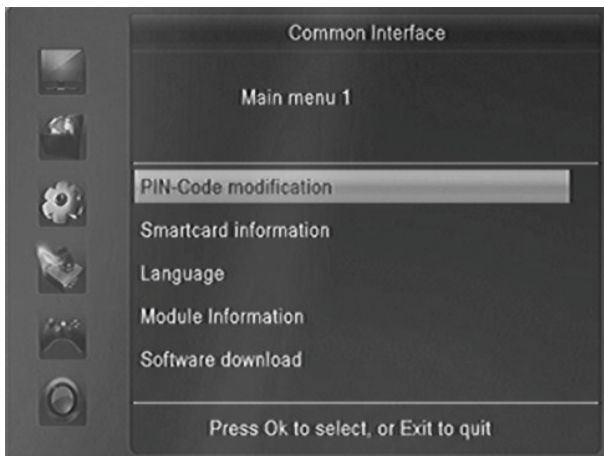 Common Interface
Main menu 1
PIN-Code modification
Smartcard information
Language
Module Information
Software download
Press Ok to select, or Exit to quit